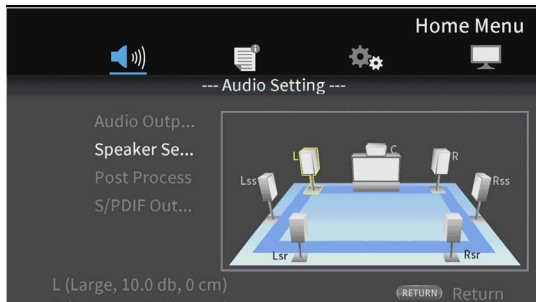 Home Menu
--- Audio Setting ---
Audio Outp...
Speaker Se...
Post Process
S/PDIF Out...
L
C
R
Lss
Rss
Lsr
Rsr
L (Large, 10.0 db, 0 cm)
RETURN Return